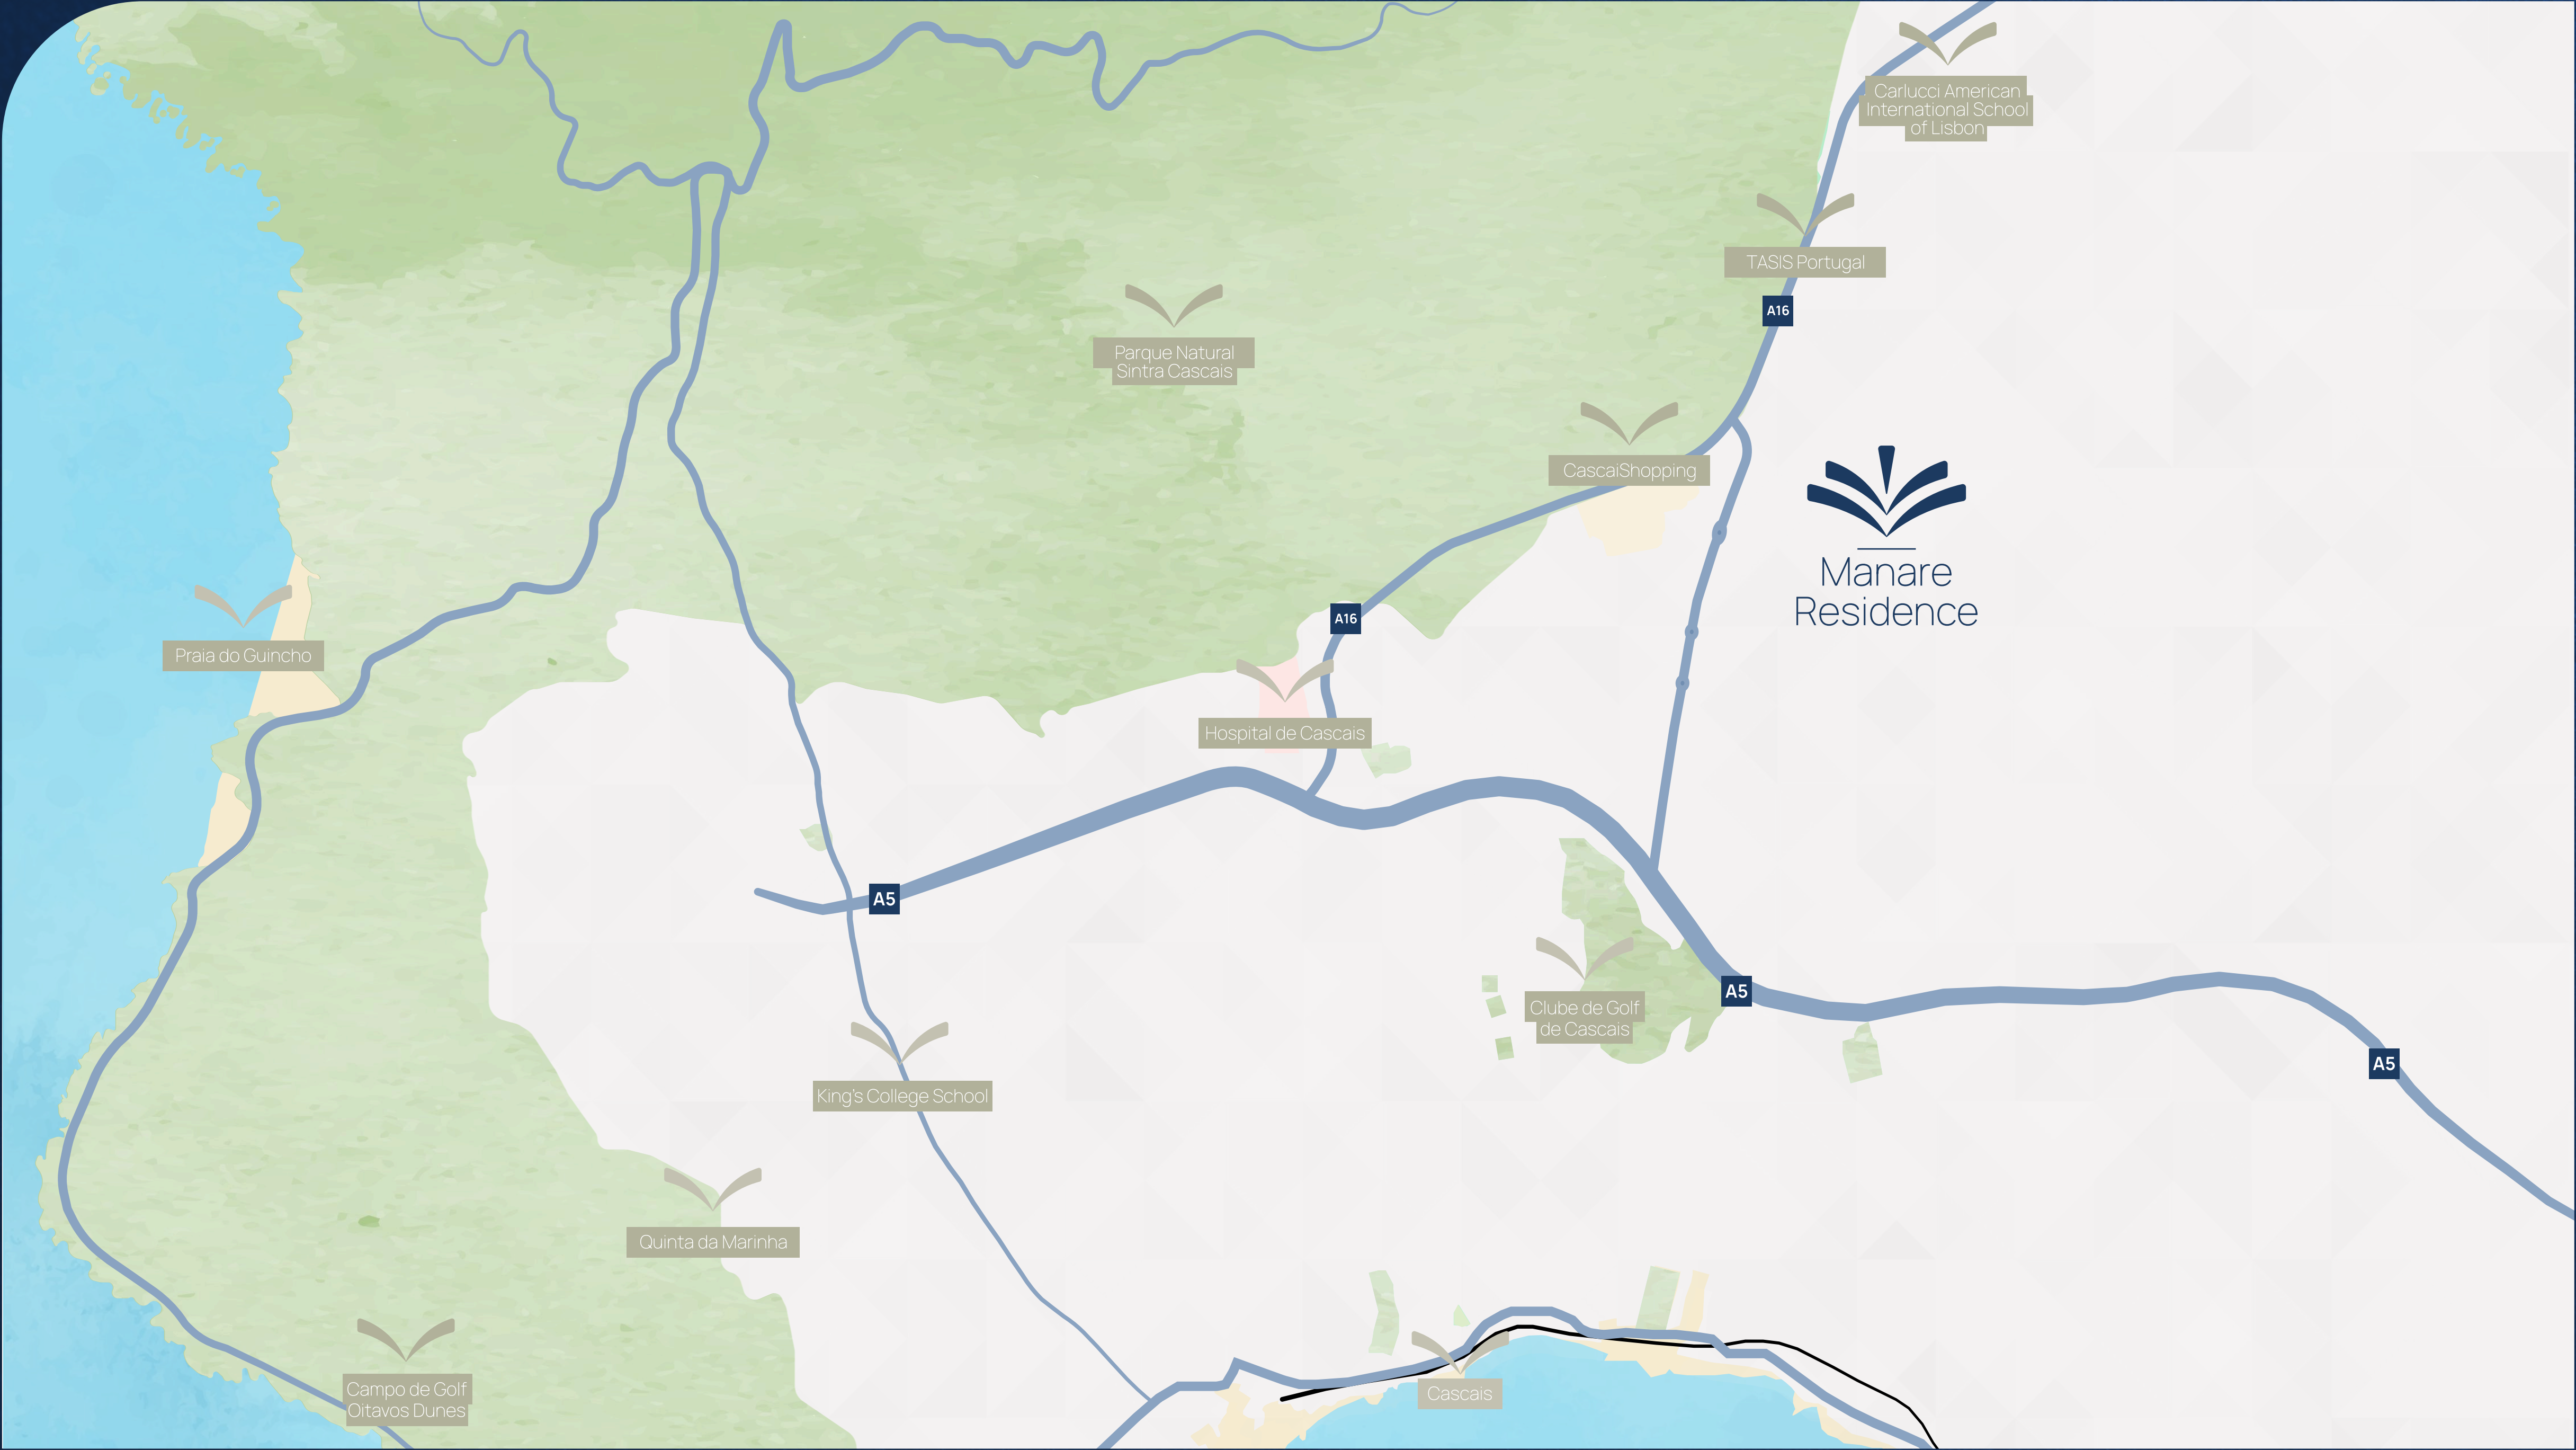 Carlucci American
International School
of Lisbon
TASIS Portugal
A16
Parque Natural
Sintra Cascais
CascaiShopping
Manare
Residence
A16
Praia do Guincho
Hospital de Cascais
A5
Clube de Golf
de Cascais
A5
A5
King's College School
Quinta da Marinha
Campo de Golf
Oitavos Dunes
Cascais